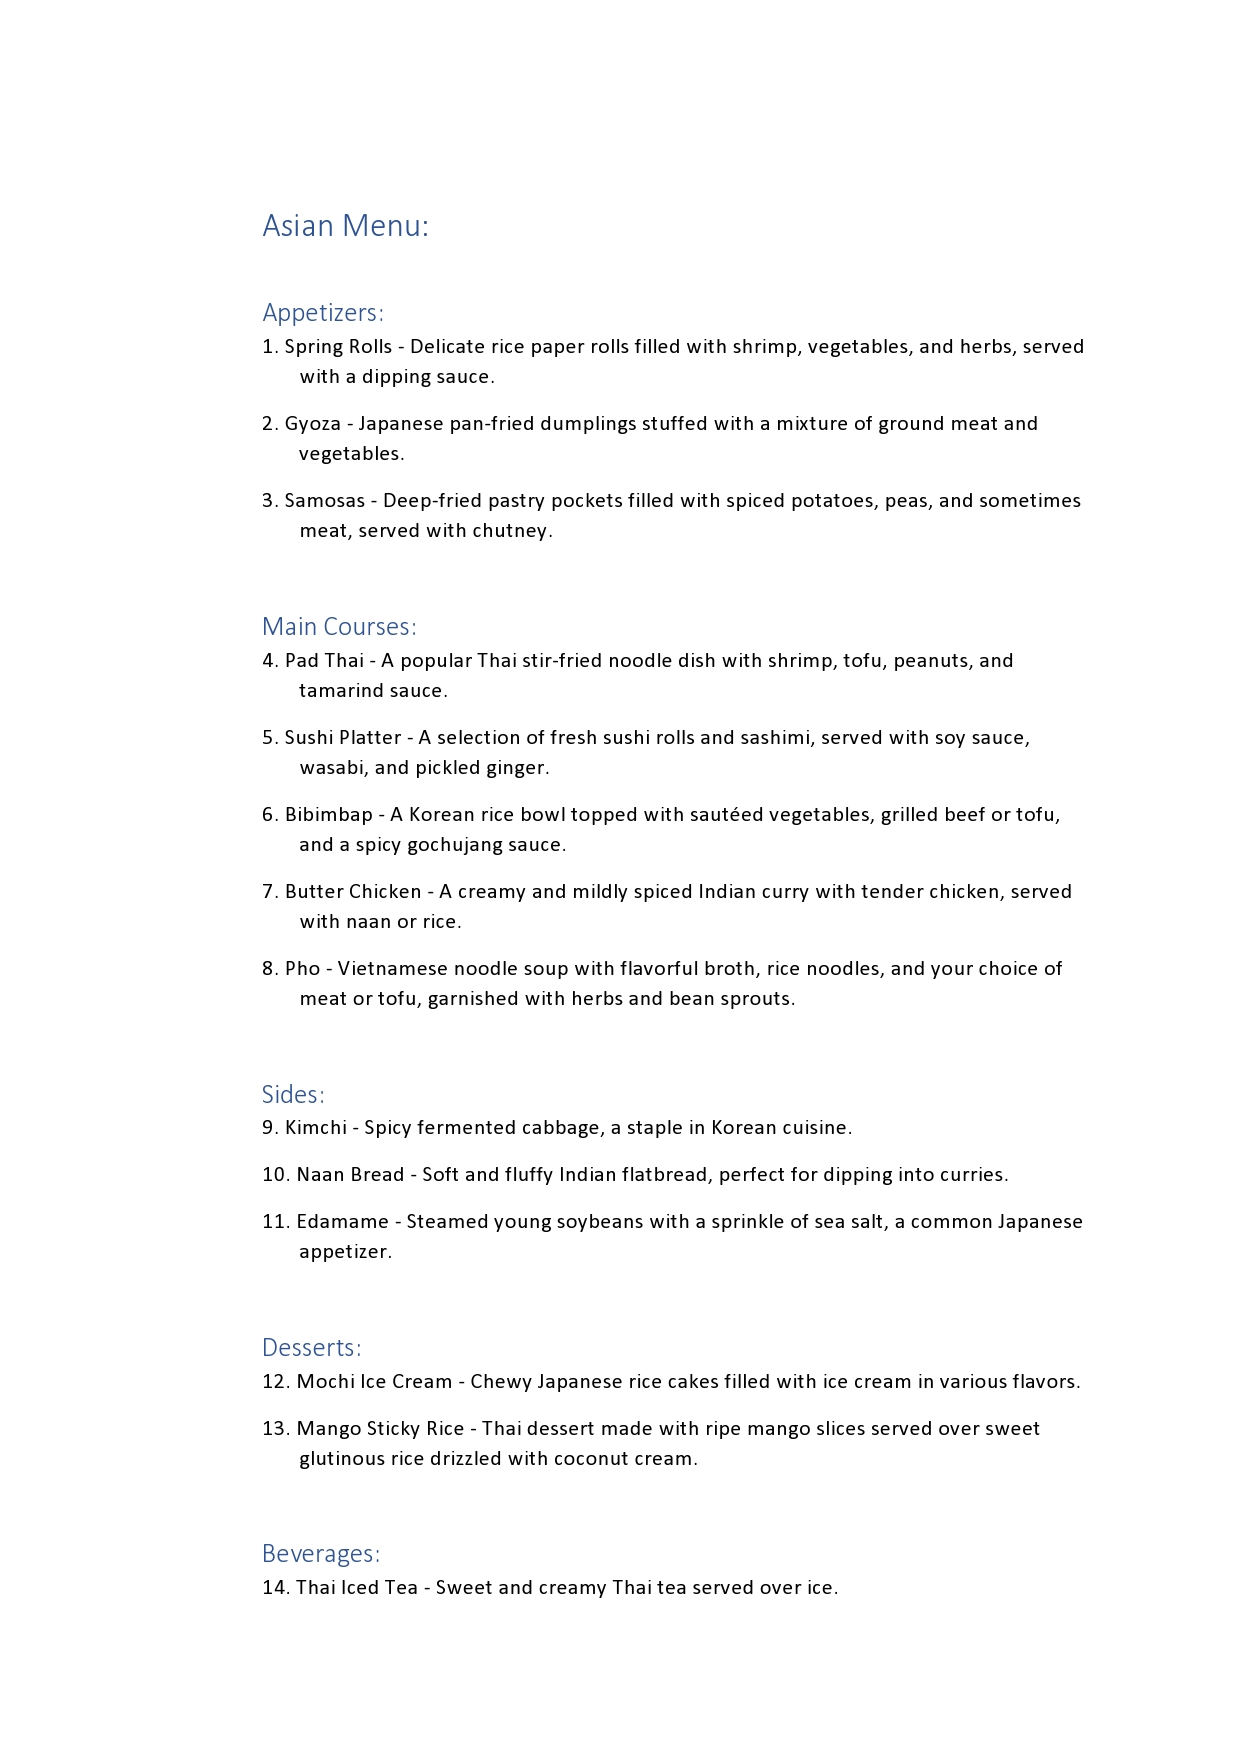 Asian Menu:
Appetizers:
1. Spring Rolls - Delicate rice paper rolls filled with shrimp, vegetables, and herbs, served
with a dipping sauce.
2. Gyoza - Japanese pan-fried dumplings stuffed with a mixture of ground meat and
vegetables.
3. Samosas - Deep-fried pastry pockets filled with spiced potatoes, peas, and sometimes
meat, served with chutney.
Main Courses:
4. Pad Thai - A popular Thai stir-fried noodle dish with shrimp, tofu, peanuts, and
tamarind sauce.
5. Sushi Platter - A selection of fresh sushi rolls and sashimi, served with soy sauce,
wasabi, and pickled ginger.
6. Bibimbap - A Korean rice bowl topped with sautéed vegetables, grilled beef or tofu,
and a spicy gochujang sauce.
7. Butter Chicken - A creamy and mildly spiced Indian curry with tender chicken, served
with naan or rice.
8. Pho - Vietnamese noodle soup with flavorful broth, rice noodles, and your choice of
meat or tofu, garnished with herbs and bean sprouts.
Sides:
9. Kimchi - Spicy fermented cabbage, a staple in Korean cuisine.
10. Naan Bread - Soft and fluffy Indian flatbread, perfect for dipping into curries.
11. Edamame - Steamed young soybeans with a sprinkle of sea salt, a common Japanese
appetizer.
Desserts:
12. Mochi Ice Cream - Chewy Japanese rice cakes filled with ice cream in various flavors.
13. Mango Sticky Rice - Thai dessert made with ripe mango slices served over sweet
glutinous rice drizzled with coconut cream.
Beverages:
14. Thai Iced Tea - Sweet and creamy Thai tea served over ice.